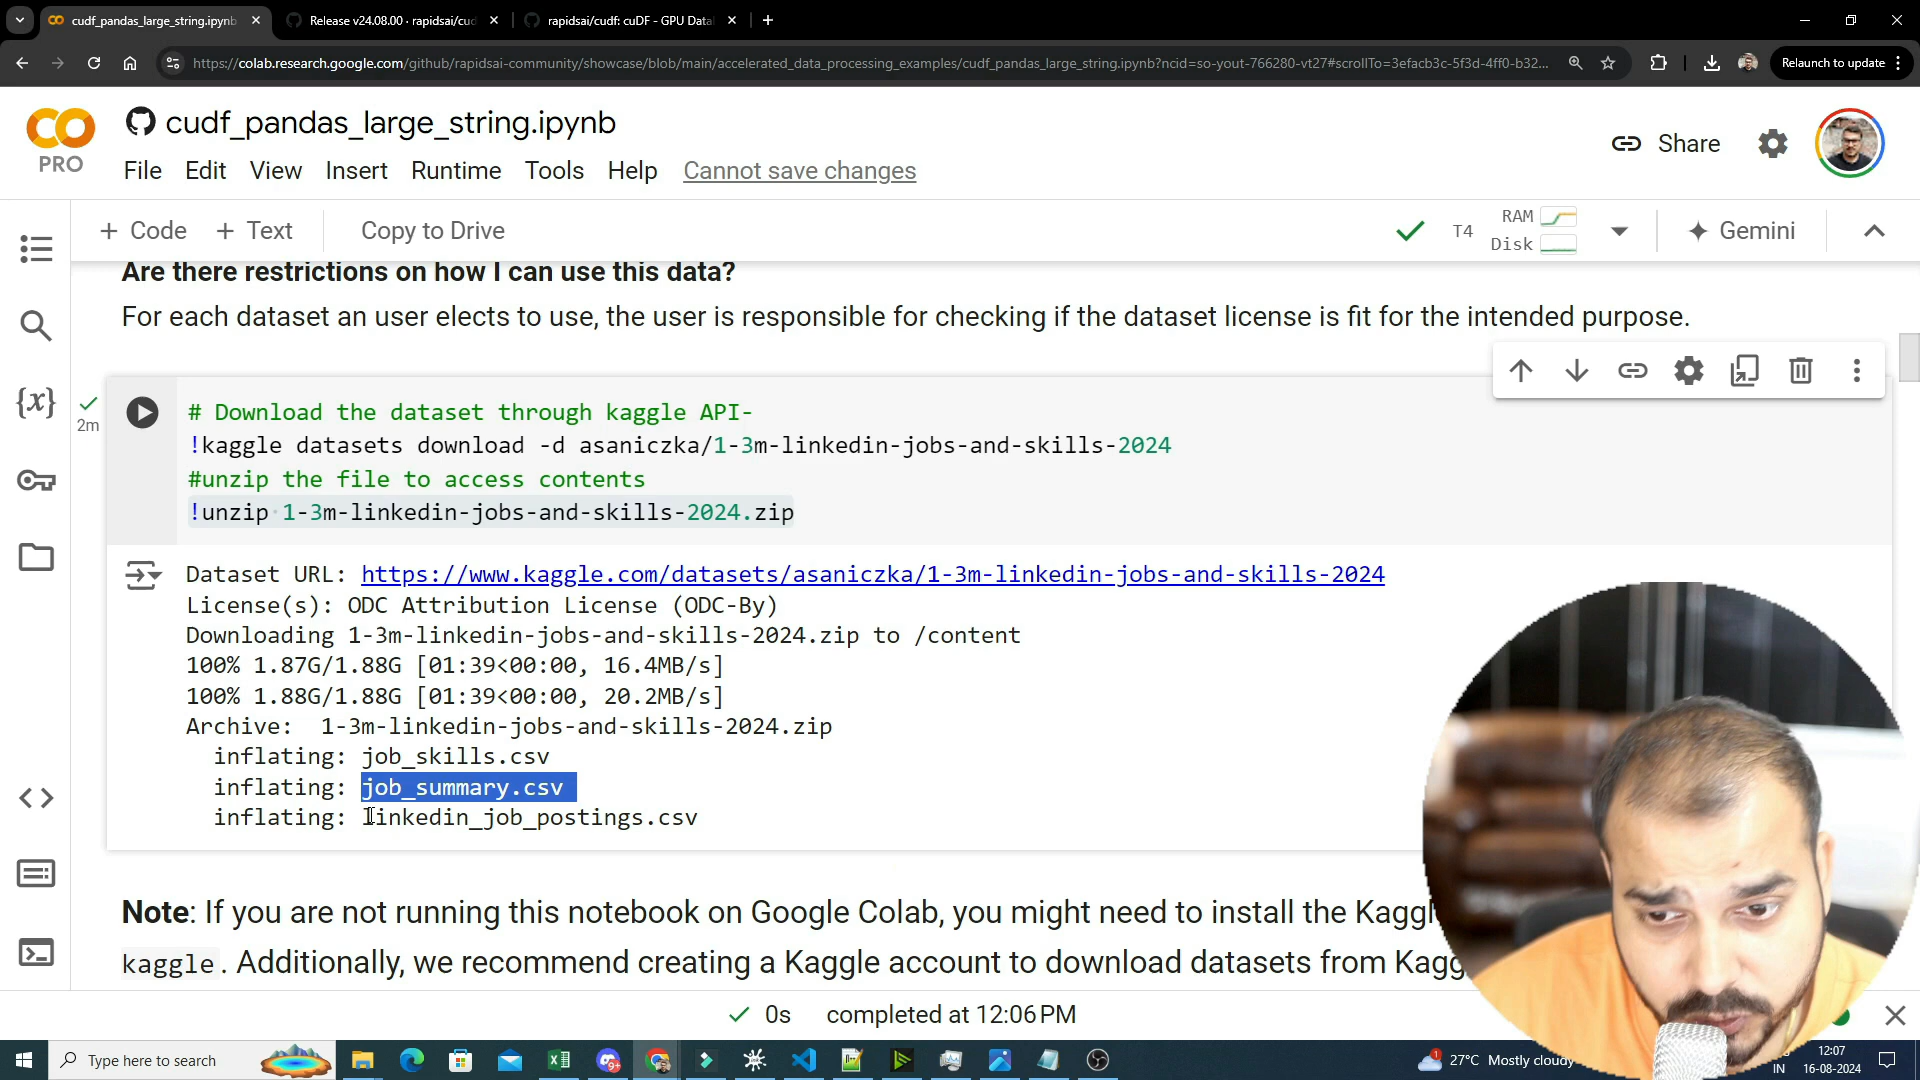 cudf_pandas_large_string.ipynb
Release v24.08.00 · rapidsai/cud
rapidsai/cudf: cuDF - GPU Data
https://colab.research.google.com/github/rapidsai-community/showcase/blob/main/accelerated_data_processing_examples/cudf_pandas_large_string.ipynb?ncid=so-yout-766280-vt27#scrollTo=3efacb3c-5f3d-4ff0-b32...
Relaunch to update
PRO
cudf_pandas_large_string.ipynb
File Edit View Insert Runtime Tools Help Cannot save changes
Share
+ Code + Text Copy to Drive
T4 RAM
Disk
Gemini
Are there restrictions on how I can use this data?
For each dataset an user elects to use, the user is responsible for checking if the dataset license is fit for the intended purpose.
2m
# Download the dataset through kaggle API-
!kaggle datasets download -d asaniczka/1-3m-linkedin-jobs-and-skills-2024
#unzip the file to access contents
!unzip 1-3m-linkedin-jobs-and-skills-2024.zip
Dataset URL: https://www.kaggle.com/datasets/asaniczka/1-3m-linkedin-jobs-and-skills-2024
License(s): ODC Attribution License (ODC-By)
Downloading 1-3m-linkedin-jobs-and-skills-2024.zip to /content
100% 1.87G/1.88G [01:39<00:00, 16.4MB/s]
100% 1.88G/1.88G [01:39<00:00, 20.2MB/s]
Archive:  1-3m-linkedin-jobs-and-skills-2024.zip
inflating: job_skills.csv
inflating: job_summary.csv
inflating: linkedin_job_postings.csv
Note: If you are not running this notebook on Google Colab, you might need to install the Kaggl
kaggle. Additionally, we recommend creating a Kaggle account to download datasets from Kagg
0s completed at 12:06 PM
Type here to search
27°C Mostly cloudy
IN
12:07
16-08-2024